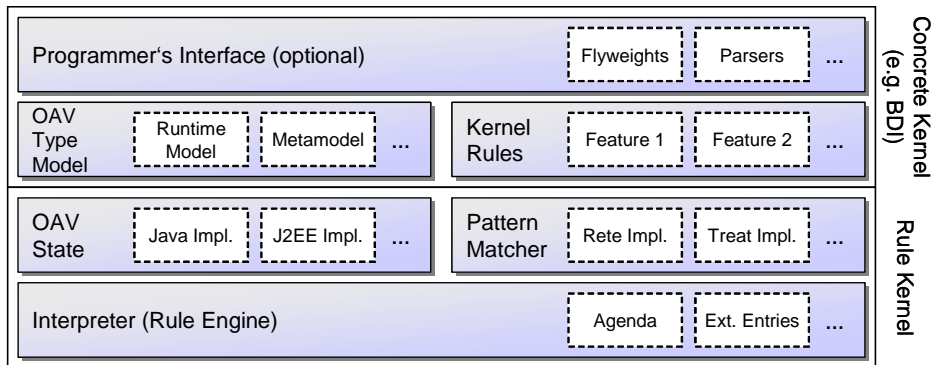 Programmer‘s Interface (optional)
Flyweights
Parsers
...
OAV
Type
Model
Runtime
Model
Metamodel
...
Kernel
Rules
Feature 1
Feature 2
...
Concrete Kernel
(e.g. BDI)
OAV
State
Java Impl.
J2EE Impl.
...
Pattern
Matcher
Rete Impl.
Treat Impl.
...
Interpreter (Rule Engine)
Agenda
Ext. Entries
...
Rule Kernel